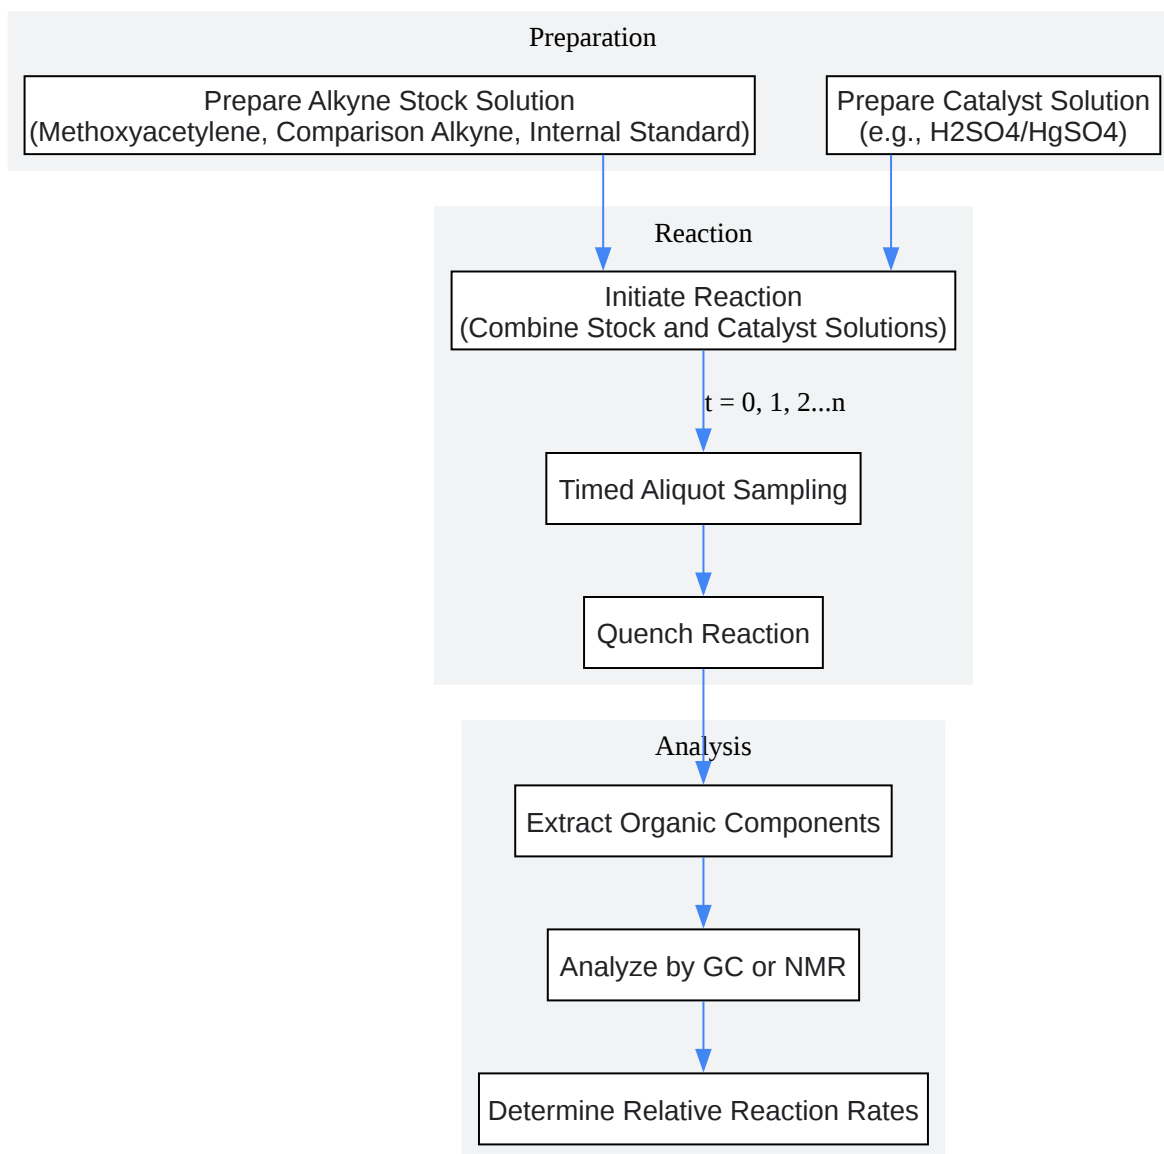 Preparation
Prepare Alkyne Stock Solution
(Methoxyacetylene, Comparison Alkyne, Internal Standard)
Prepare Catalyst Solution
(e.g., H2SO4/HgSO4)
Reaction
Initiate Reaction
(Combine Stock and Catalyst Solutions)
t = 0, 1, 2...n
Timed Aliquot Sampling
Quench Reaction
Analysis
Extract Organic Components
Analyze by GC or NMR
Determine Relative Reaction Rates